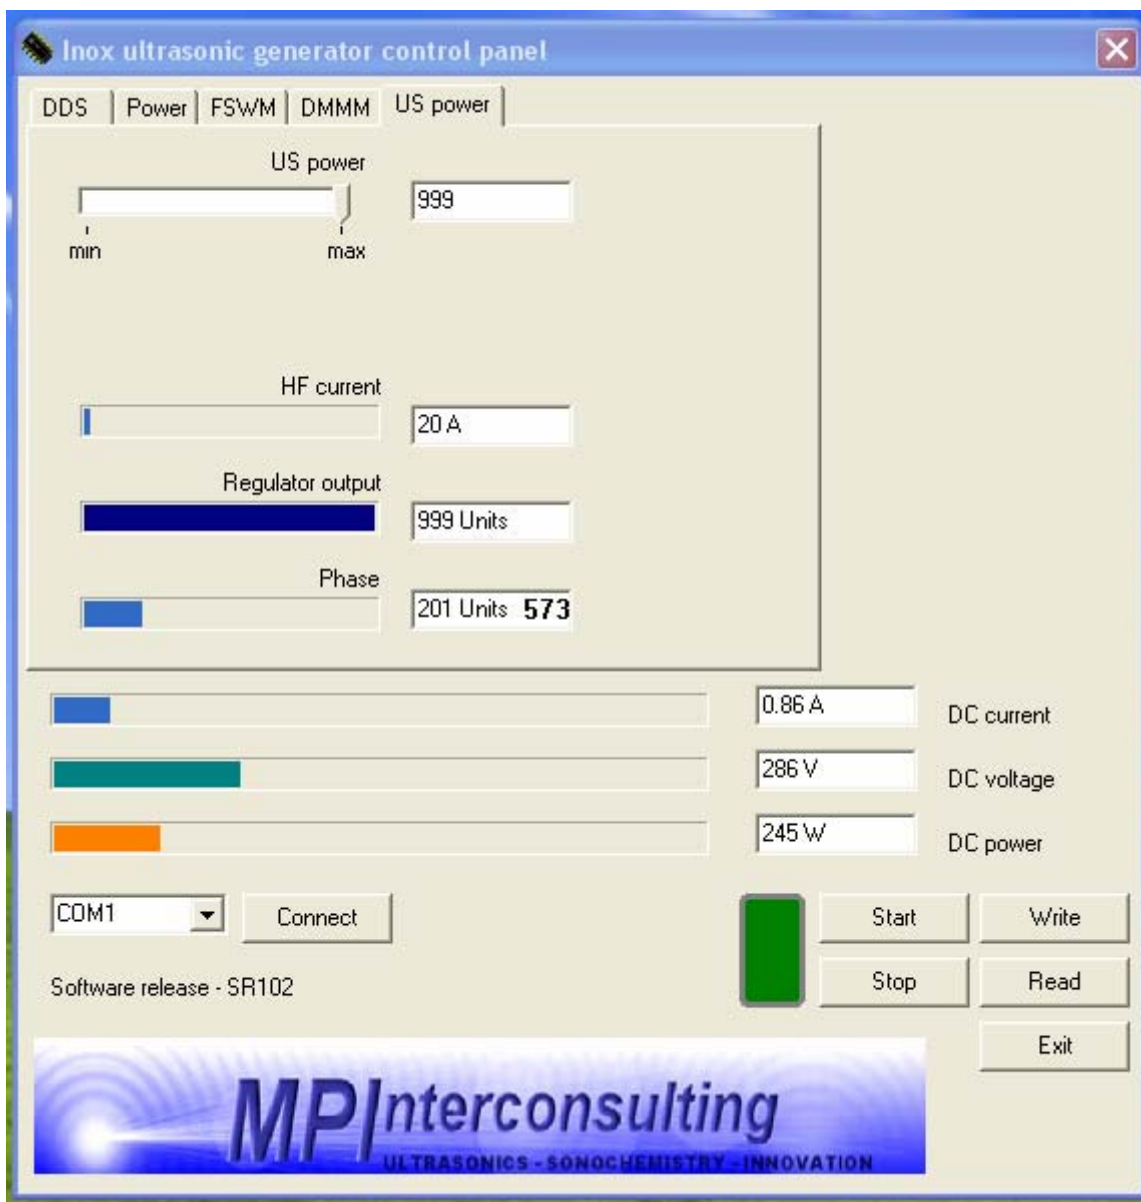 Inox ultrasonic generator control panel
DDS Power FSWM DMMM US power
US power
999
min max
HF current
20 A
Regulator output
999 Units
Phase
201 Units 573
0.86 A DC current
286 V DC voltage
245 W DC power
COM1 Connect Start Write
Software release - SR102 Stop Read
Exit
MPInterconsulting
ULTRASONICS - SONOCHEMISTRY - INNOVATION